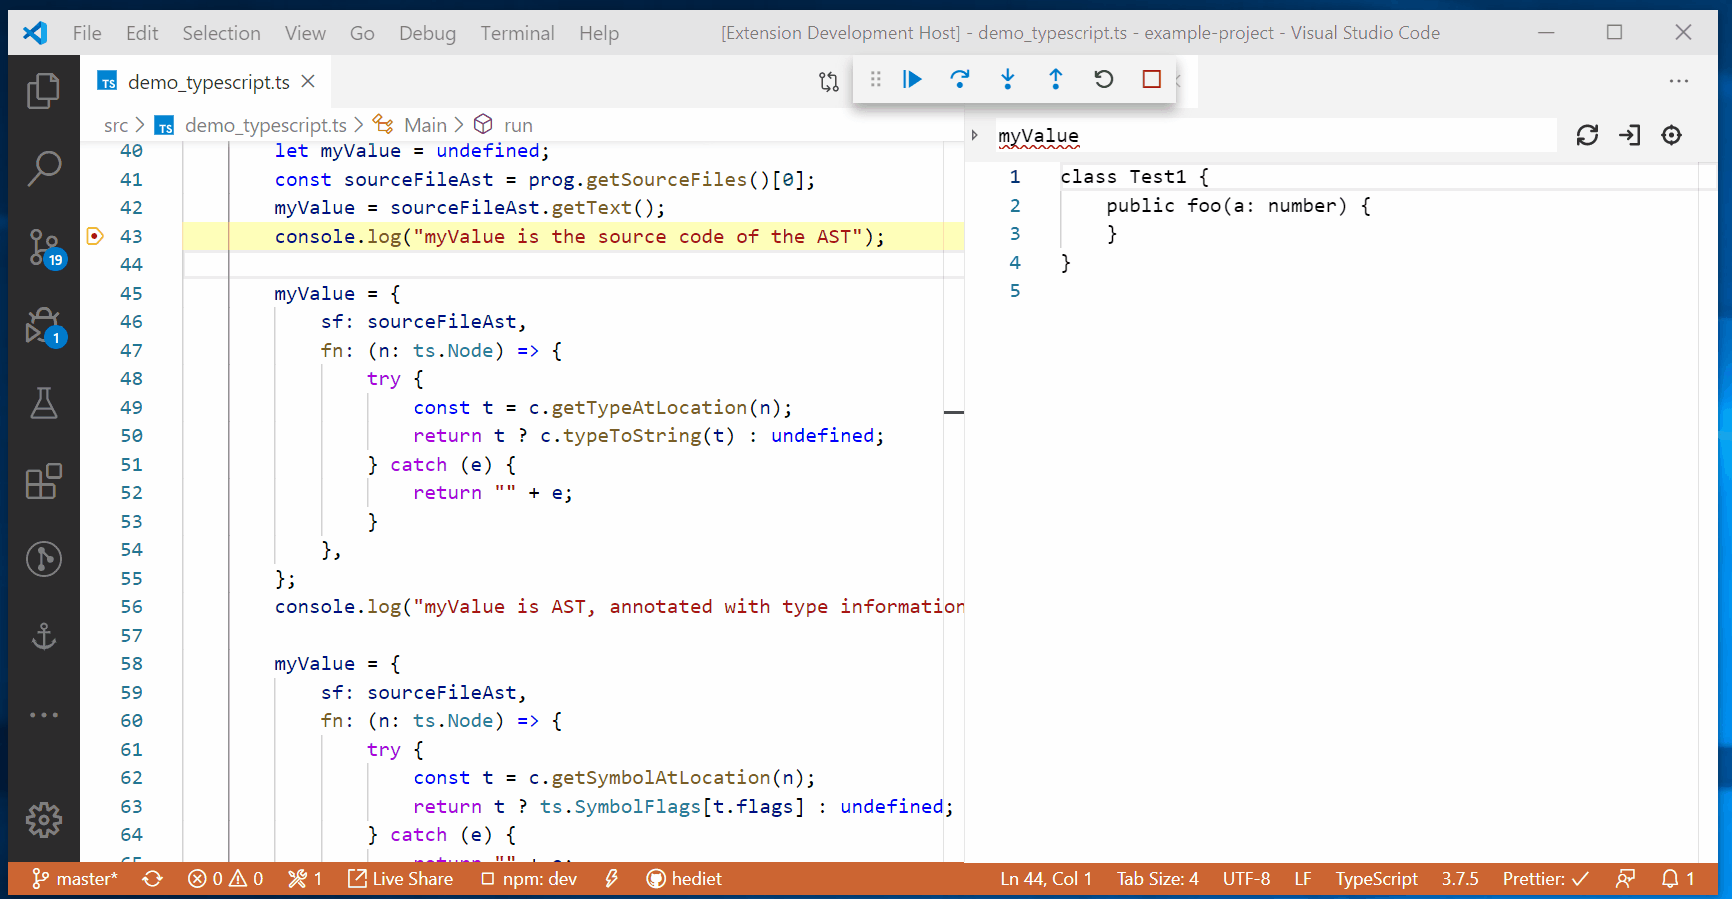 File Edit Selection View Go Debug Terminal Help [Extension Development Host] - demo_typescript.ts - example-project - Visual Studio Code
TS demo_typescript.ts
src > TS demo_typescript.ts > Main > run
myValue
40 let myValue = undefined;
41 const sourceFileAst = prog.getSourceFiles()[0];
42 myValue = sourceFileAst.getText();
43 console.log("myValue is the source code of the AST");
44
45 myValue = {
46 sf: sourceFileAst,
47 fn: (n: ts.Node) => {
48 try {
49 const t = c.getTypeAtLocation(n);
50 return t ? c.typeToString(t) : undefined;
51 } catch (e) {
52 return "" + e;
53 }
54 },
55 };
56 console.log("myValue is AST, annotated with type information
57
58 myValue = {
59 sf: sourceFileAst,
60 fn: (n: ts.Node) => {
61 try {
62 const t = c.getSymbolAtLocation(n);
63 return t ? ts.SymbolFlags[t.flags] : undefined;
64 } catch (e) {
1 class Test1 {
2 public foo(a: number) {
3 }
4 }
5
19
1
master* 0 0 1 Live Share npm: dev hediet Ln 44, Col 1 Tab Size: 4 UTF-8 LF TypeScript 3.7.5 Prettier: ✓ 1